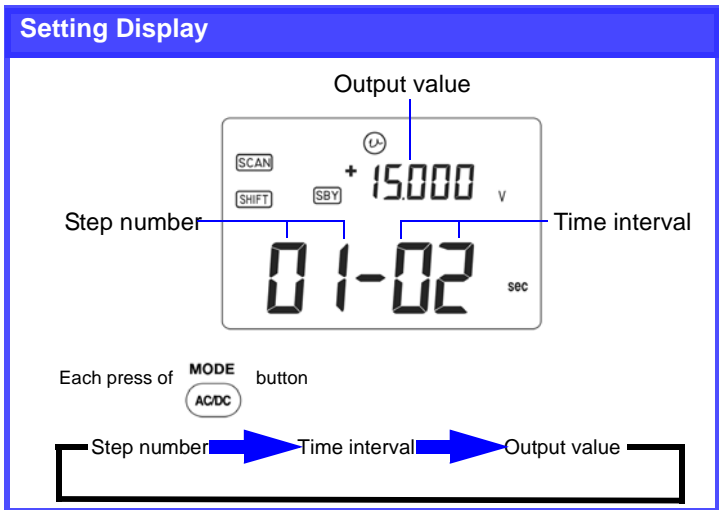 Setting Display
Output value
SCAN
+ 15.000 V
SHIFT SBY
Step number Time interval
01-02 sec
Each press of MODE button
AC/DC
Step number Time interval Output value